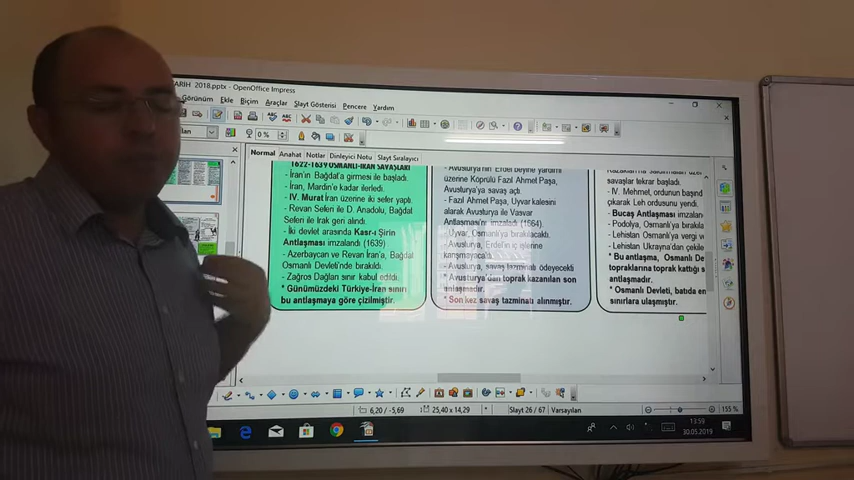 TARİH 2018.pptx - OpenOffice Impress
Görünüm Ekle Biçim Araçlar Slayt Gösterisi Pencere Yardım
0 %
Normal Anahat Notlar Dinleyici Notu Slayt Sıralayıcı
1622-1639 OSMANLI-İRAN SAVAŞLARI
- İran'ın Bağdat'a girmesi ile başladı.
- İran, Mardin'e kadar ilerledi.
- IV. Murat İran üzerine iki sefer yaptı.
- Revan Seferi ile D. Anadolu, Bağdat
Seferi ile Irak geri alındı.
- İki devlet arasında Kasr-ı Şirin
Antlaşması imzalandı (1639)
- Azerbaycan ve Revan İran'a, Bağdat
Osmanlı Devleti'nde bırakıldı.
- Zağros Dağları sınır kabul edildi.
* Günümüzdeki Türkiye-İran sınırı
bu antlaşmaya göre çizilmiştir.
- Avusturya'nın Erdel Beyine yardımı
üzerine Köprülü Fazıl Ahmet Paşa,
Avusturya'ya savaş açtı.
- Fazıl Ahmet Paşa, Uyvar kalesini
alarak Avusturya ile Vasvar
Antlaşması'nı imzaladı (1664).
- Uyvar, Osmanlı'ya bırakılacaktı.
- Avusturya, Erdel'in iç işlerine
karışmayacaktı.
- Avusturya, savaş tazminatı ödeyecekti
* Avusturya'dan toprak kazanılan son
antlaşmadır.
* Son kez savaş tazminatı alınmıştır.
savaşlar tekrar başladı.
- IV. Mehmet, ordunun başınd
çıkarak Leh ordusunu yendi.
- Bucaş Antlaşması imzalan
- Podolya, Osmanlı'ya bırakıla
- Lehistan Osmanlı'ya vergi v
- Lehistan Ukrayna'dan çekile
* Bu antlaşma, Osmanlı De
topraklarına toprak kattığı s
antlaşmadır.
* Osmanlı Devleti, batıda en
sınırlara ulaşmıştır.
6,20 / -5,69
25,40 x 14,29
Slayt 26 / 67
Varsayılan
155 %
13:59
30.05.2019